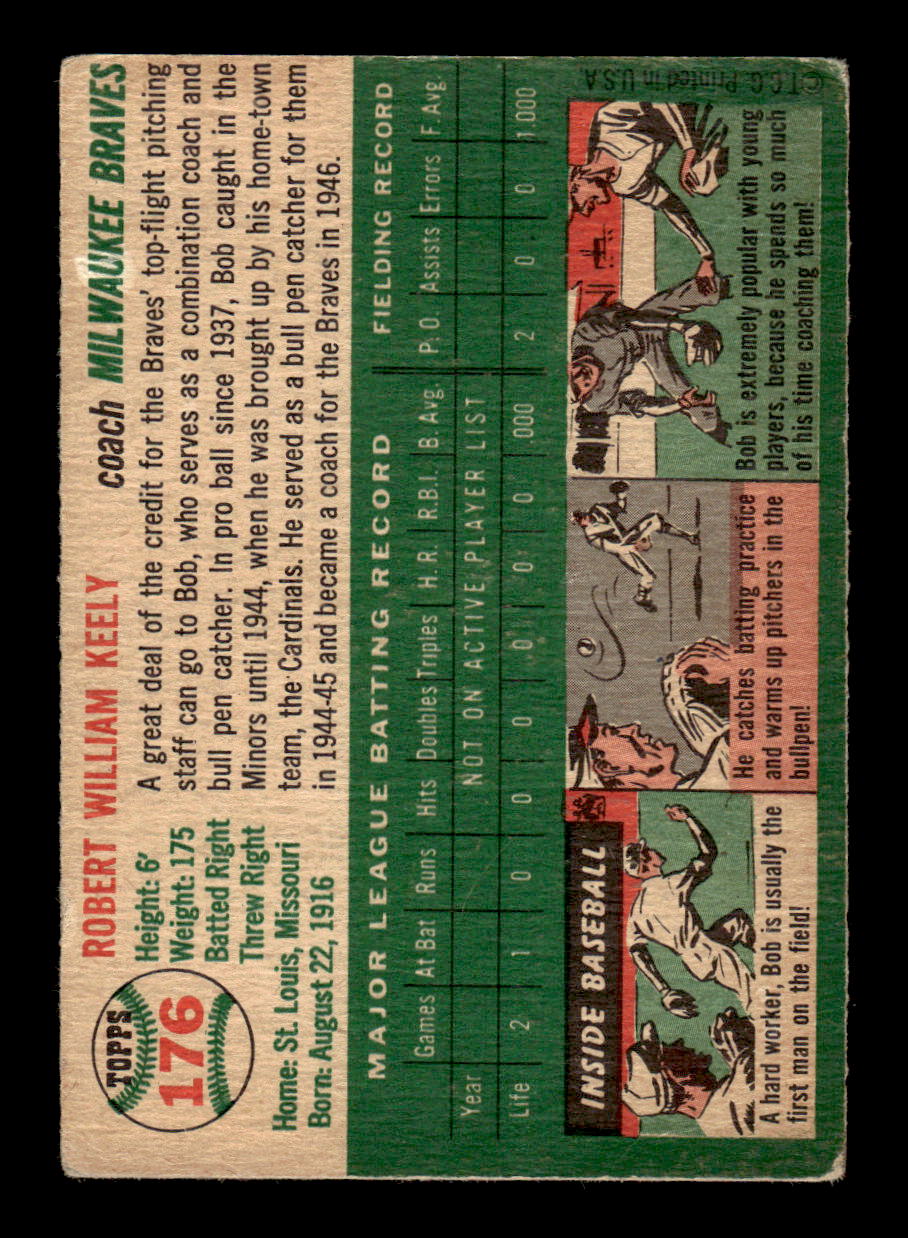 TOPPS
176
ROBERT WILLIAM KEELY
coach MILWAUKEE BRAVES
Height: 6'
Weight: 175
Batted Right
Threw Right
Home: St. Louis, Missouri
Born: August 22, 1916
A great deal of the credit for the Braves' top-flight pitching
staff can go to Bob, who serves as a combination coach and
bull pen catcher. In pro ball since 1937, Bob caught in the
Minors until 1944, when he was brought up by his home-town
team, the Cardinals. He served as a bull pen catcher for them
in 1944-45 and became a coach for the Braves in 1946.
MAJOR LEAGUE BATTING RECORD FIELDING RECORD
Games At Bat Runs Hits Doubles Triples H. R. R.B.I. B. Avg. P. O. Assists Errors F. Avg.
Year NOT ON ACTIVE PLAYER LIST
Life 2 1 0 0 0 0 0 0 .000 2 0 0 1.000
INSIDE BASEBALL
A hard worker, Bob is usually the
first man on the field!
He catches batting practice
and warms up pitchers in the
bullpen!
Bob is extremely popular with young
players, because he spends so much
of his time coaching them!
©T.C.G. Printed in U.S.A.